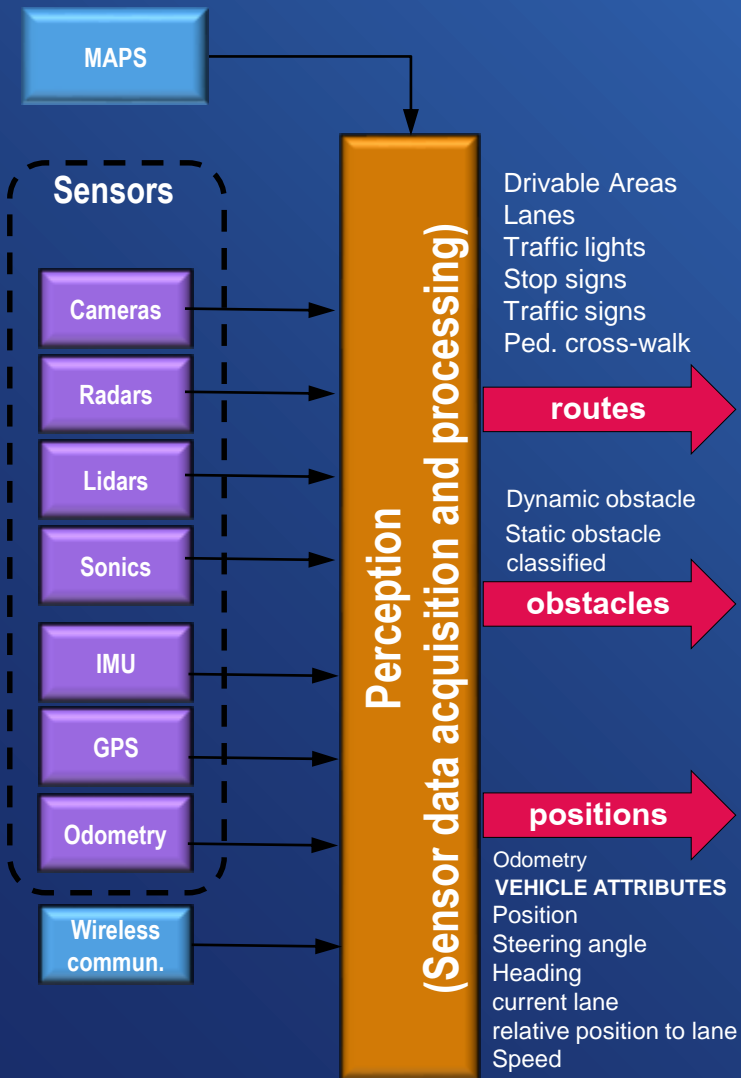 MAPS
Sensors
Cameras
Radars
Lidars
Sonics
IMU
GPS
Odometry
Wireless
commun.
Perception
(Sensor data acquisition and processing)
Drivable Areas
Lanes
Traffic lights
Stop signs
Traffic signs
Ped. cross-walk
routes
Dynamic obstacle
Static obstacle
classified
obstacles
positions
Odometry
VEHICLE ATTRIBUTES
Position
Steering angle
Heading
current lane
relative position to lane
Speed